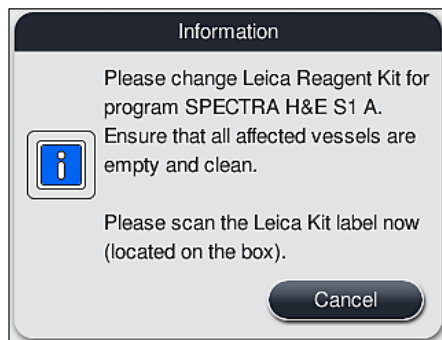 Information
Please change Leica Reagent Kit for
program SPECTRA H&E S1 A.
Ensure that all affected vessels are
empty and clean.
Please scan the Leica Kit label now
(located on the box).
Cancel